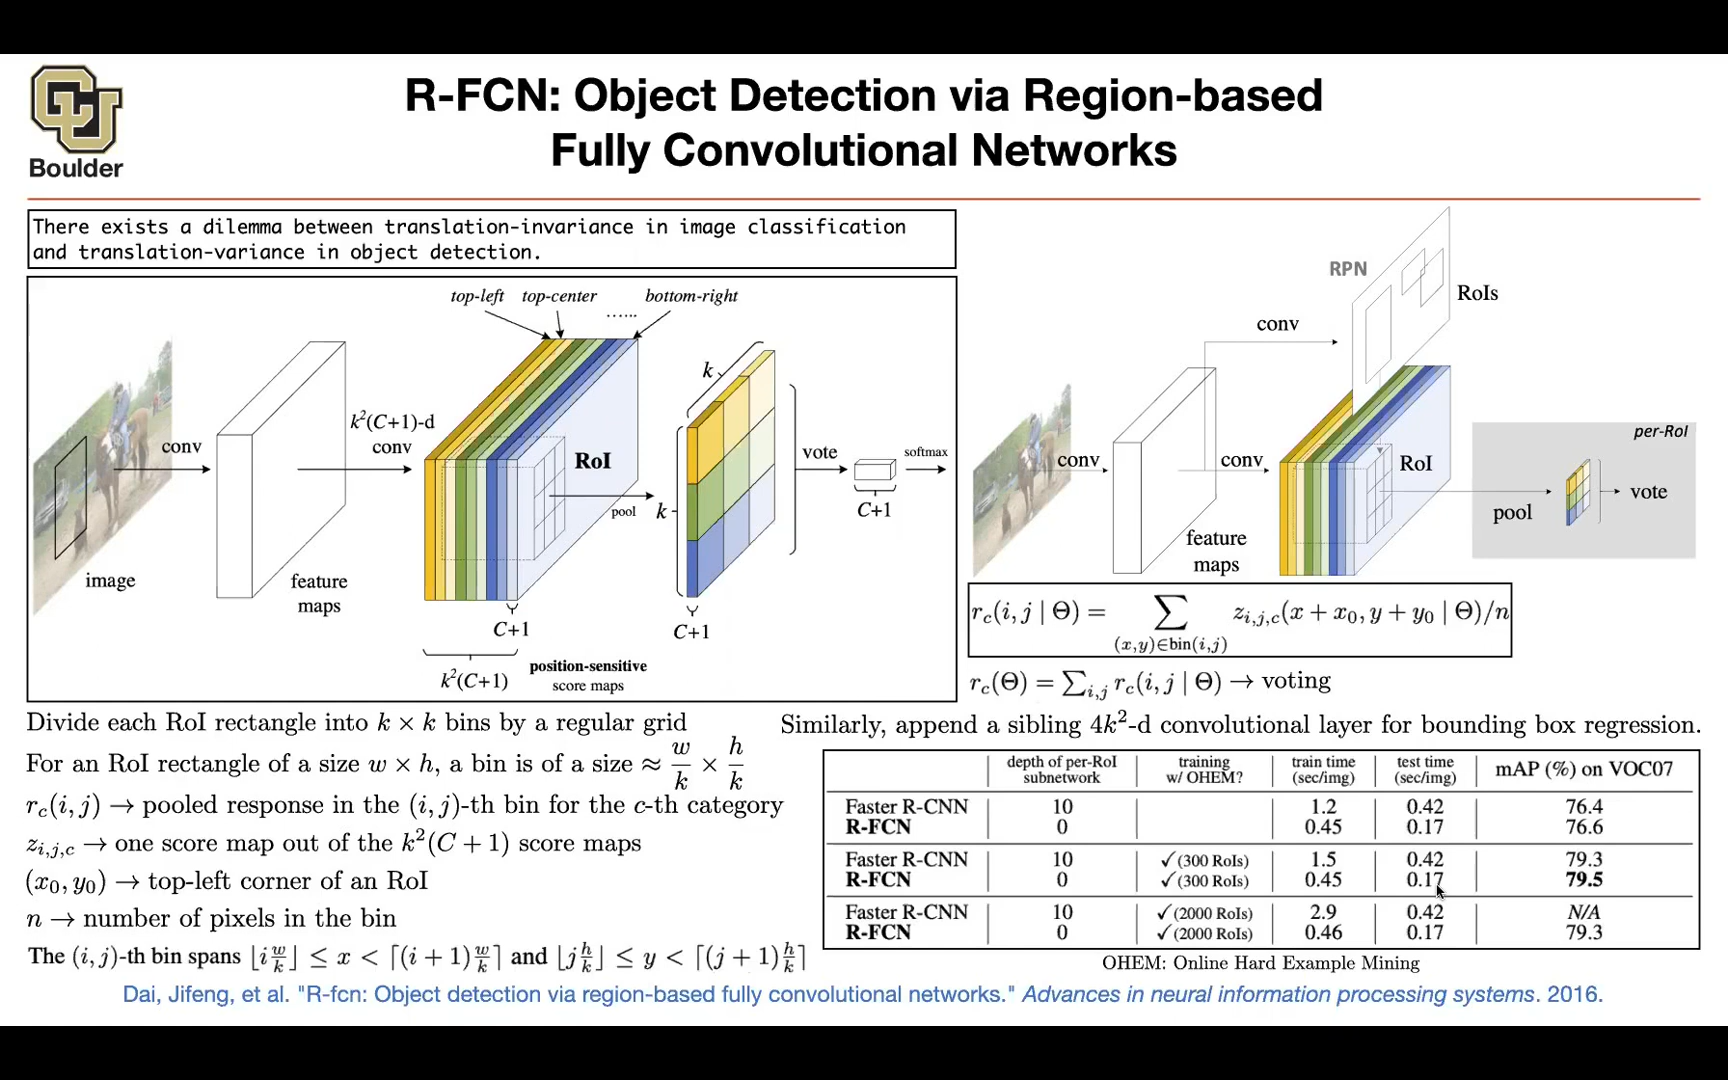 Boulder
R-FCN: Object Detection via Region-based
Fully Convolutional Networks
There exists a dilemma between translation-invariance in image classification
and translation-variance in object detection.
top-left top-center ...... bottom-right
image
conv
feature
maps
k²(C+1)-d
conv
RoI
pool
C+1
k²(C+1)
position-sensitive
score maps
k
k
C+1
vote
C+1
softmax
RPN
RoIs
conv
conv
feature
maps
conv
RoI
per-RoI
pool
vote
r_c(i, j | Θ) = ∑_{(x,y)∈bin(i,j)} z_{i,j,c}(x + x₀, y + y₀ | Θ)/n
r_c(Θ) = ∑_{i,j} r_c(i, j | Θ) → voting
Divide each RoI rectangle into k × k bins by a regular grid
For an RoI rectangle of a size w × h, a bin is of a size ≈ w/k × h/k
r_c(i, j) → pooled response in the (i, j)-th bin for the c-th category
z_{i,j,c} → one score map out of the k²(C + 1) score maps
(x₀, y₀) → top-left corner of an RoI
n → number of pixels in the bin
The (i, j)-th bin spans ⌊i w/k⌋ ≤ x < ⌈(i + 1) w/k⌉ and ⌊j h/k⌋ ≤ y < ⌈(j + 1) h/k⌉
Similarly, append a sibling 4k²-d convolutional layer for bounding box regression.
depth of per-RoI subnetwork | training w/ OHEM? | train time (sec/img) | test time (sec/img) | mAP (%) on VOC07
Faster R-CNN 10 1.2 0.42 76.4
R-FCN 0 0.45 0.17 76.6
Faster R-CNN 10 ✓(300 RoIs) 1.5 0.42 79.3
R-FCN 0 ✓(300 RoIs) 0.45 0.17 79.5
Faster R-CNN 10 ✓(2000 RoIs) 2.9 0.42 N/A
R-FCN 0 ✓(2000 RoIs) 0.46 0.17 79.3
OHEM: Online Hard Example Mining
Dai, Jifeng, et al. "R-fcn: Object detection via region-based fully convolutional networks." Advances in neural information processing systems. 2016.